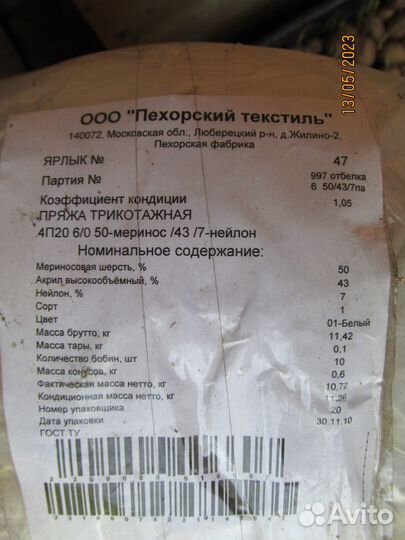 13/05/2023
ООО "Пехорский текстиль"
140072, Московская обл., Люберецкий р-н, д.Жилино-2,
Пехорская фабрика
ЯРЛЫК № 47
Партия № 997 отбелка
6 50/43/7па
Коэффициент кондиции 1,05
ПРЯЖА ТРИКОТАЖНАЯ
4П20 6/0 50-меринос /43 /7-нейлон
Номинальное содержание:
Мериносовая шерсть, % 50
Акрил высокообъёмный, % 43
Нейлон, % 7
Сорт 1
Цвет 01-Белый
Масса брутто, кг 11,42
Масса тары, кг 0,1
Количество бобин, шт 10
Масса конусов, кг 0,6
Фактическая масса нетто, кг 10,72
Кондиционная масса нетто, кг 11,26
Номер упаковщика 20
Дата упаковки 30.11.10
ГОСТ ТУ
Avito